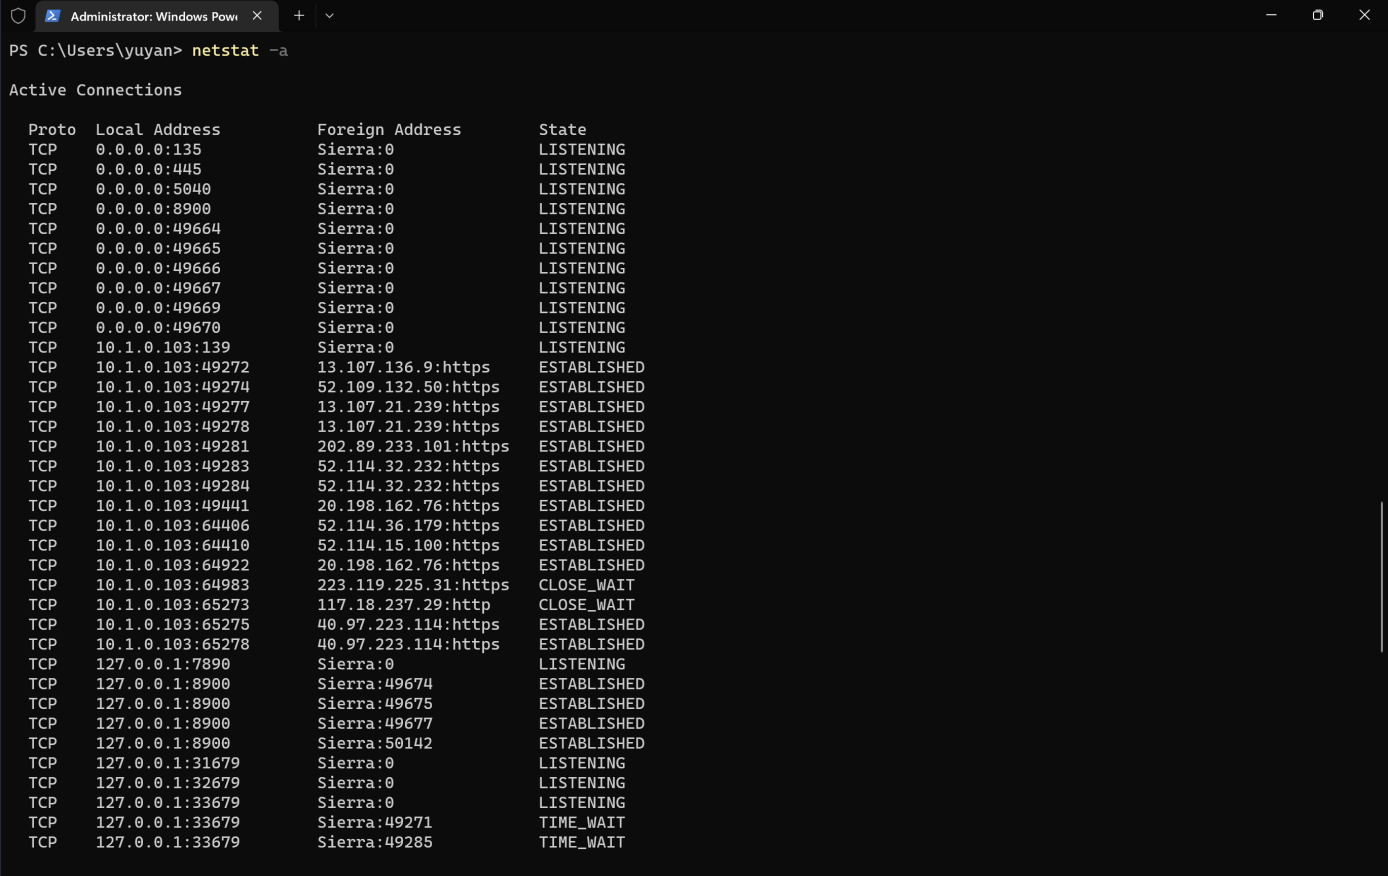 Administrator: Windows Pow
PS C:\Users\yuyan> netstat -a
Active Connections
Proto Local Address Foreign Address State
TCP 0.0.0.0:135 Sierra:0 LISTENING
TCP 0.0.0.0:445 Sierra:0 LISTENING
TCP 0.0.0.0:5040 Sierra:0 LISTENING
TCP 0.0.0.0:8900 Sierra:0 LISTENING
TCP 0.0.0.0:49664 Sierra:0 LISTENING
TCP 0.0.0.0:49665 Sierra:0 LISTENING
TCP 0.0.0.0:49666 Sierra:0 LISTENING
TCP 0.0.0.0:49667 Sierra:0 LISTENING
TCP 0.0.0.0:49669 Sierra:0 LISTENING
TCP 0.0.0.0:49670 Sierra:0 LISTENING
TCP 10.1.0.103:139 Sierra:0 LISTENING
TCP 10.1.0.103:49272 13.107.136.9:https ESTABLISHED
TCP 10.1.0.103:49274 52.109.132.50:https ESTABLISHED
TCP 10.1.0.103:49277 13.107.21.239:https ESTABLISHED
TCP 10.1.0.103:49278 13.107.21.239:https ESTABLISHED
TCP 10.1.0.103:49281 202.89.233.101:https ESTABLISHED
TCP 10.1.0.103:49283 52.114.32.232:https ESTABLISHED
TCP 10.1.0.103:49284 52.114.32.232:https ESTABLISHED
TCP 10.1.0.103:49441 20.198.162.76:https ESTABLISHED
TCP 10.1.0.103:64406 52.114.36.179:https ESTABLISHED
TCP 10.1.0.103:64410 52.114.15.100:https ESTABLISHED
TCP 10.1.0.103:64922 20.198.162.76:https ESTABLISHED
TCP 10.1.0.103:64983 223.119.225.31:https CLOSE_WAIT
TCP 10.1.0.103:65273 117.18.237.29:http CLOSE_WAIT
TCP 10.1.0.103:65275 40.97.223.114:https ESTABLISHED
TCP 10.1.0.103:65278 40.97.223.114:https ESTABLISHED
TCP 127.0.0.1:7890 Sierra:0 LISTENING
TCP 127.0.0.1:8900 Sierra:49674 ESTABLISHED
TCP 127.0.0.1:8900 Sierra:49675 ESTABLISHED
TCP 127.0.0.1:8900 Sierra:49677 ESTABLISHED
TCP 127.0.0.1:8900 Sierra:50142 ESTABLISHED
TCP 127.0.0.1:31679 Sierra:0 LISTENING
TCP 127.0.0.1:32679 Sierra:0 LISTENING
TCP 127.0.0.1:33679 Sierra:0 LISTENING
TCP 127.0.0.1:33679 Sierra:49271 TIME_WAIT
TCP 127.0.0.1:33679 Sierra:49285 TIME_WAIT